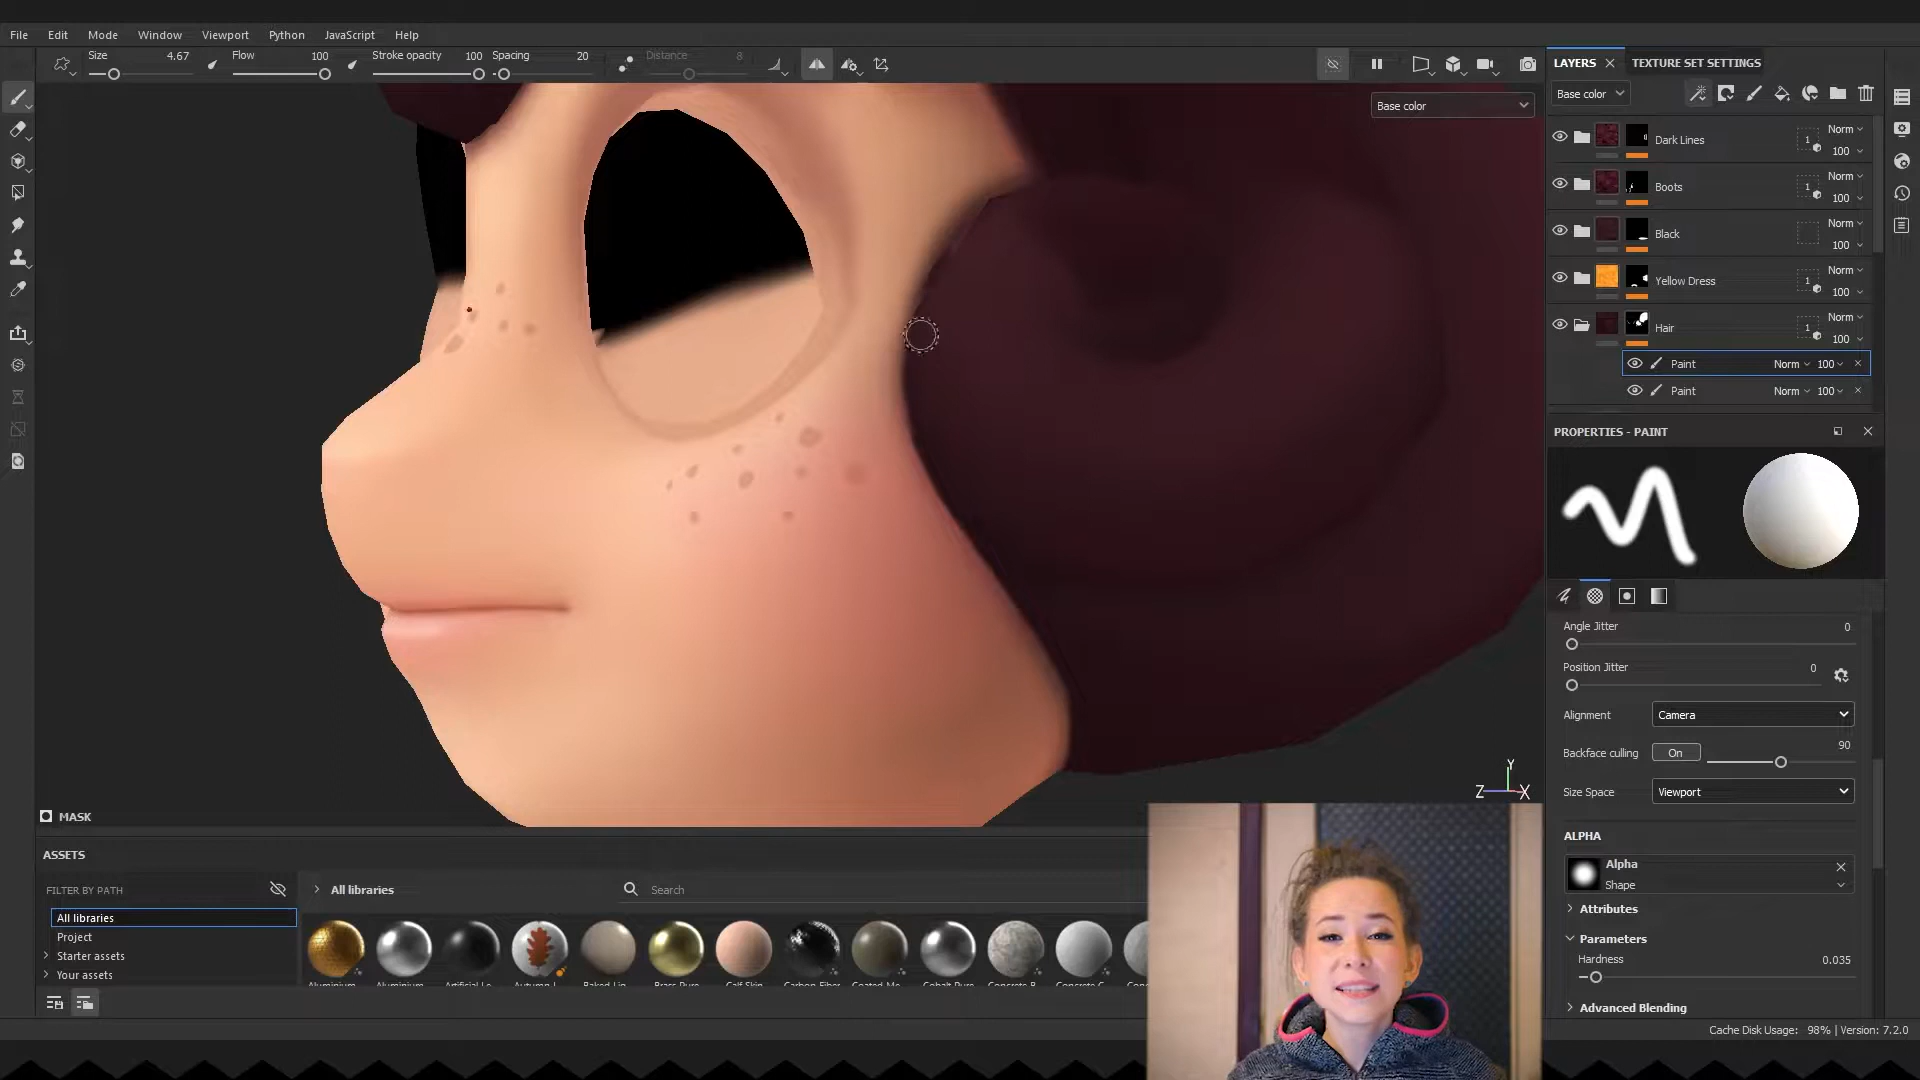 File Edit Mode Window Viewport Python JavaScript Help
Size 4.67 Flow 100 Stroke opacity 100 Spacing 20 Distance 8
Base color
MASK
LAYERS TEXTURE SET SETTINGS
Base color
Dark Lines 1 Norm 100
Boots 1 Norm 100
Black Norm 100
Yellow Dress 1 Norm 100
Hair 1 Norm 100
Paint Norm 100
Paint Norm 100
PROPERTIES - PAINT
Angle Jitter 0
Position Jitter 0
Alignment Camera
Backface culling On 90
Size Space Viewport
ALPHA
Alpha
Shape
Attributes
Parameters
Hardness 0.035
Advanced Blending
Y
Z X
ASSETS
FILTER BY PATH
All libraries
Project
Starter assets
Your assets
All libraries Search
Cache Disk Usage: 98% | Version: 7.2.0